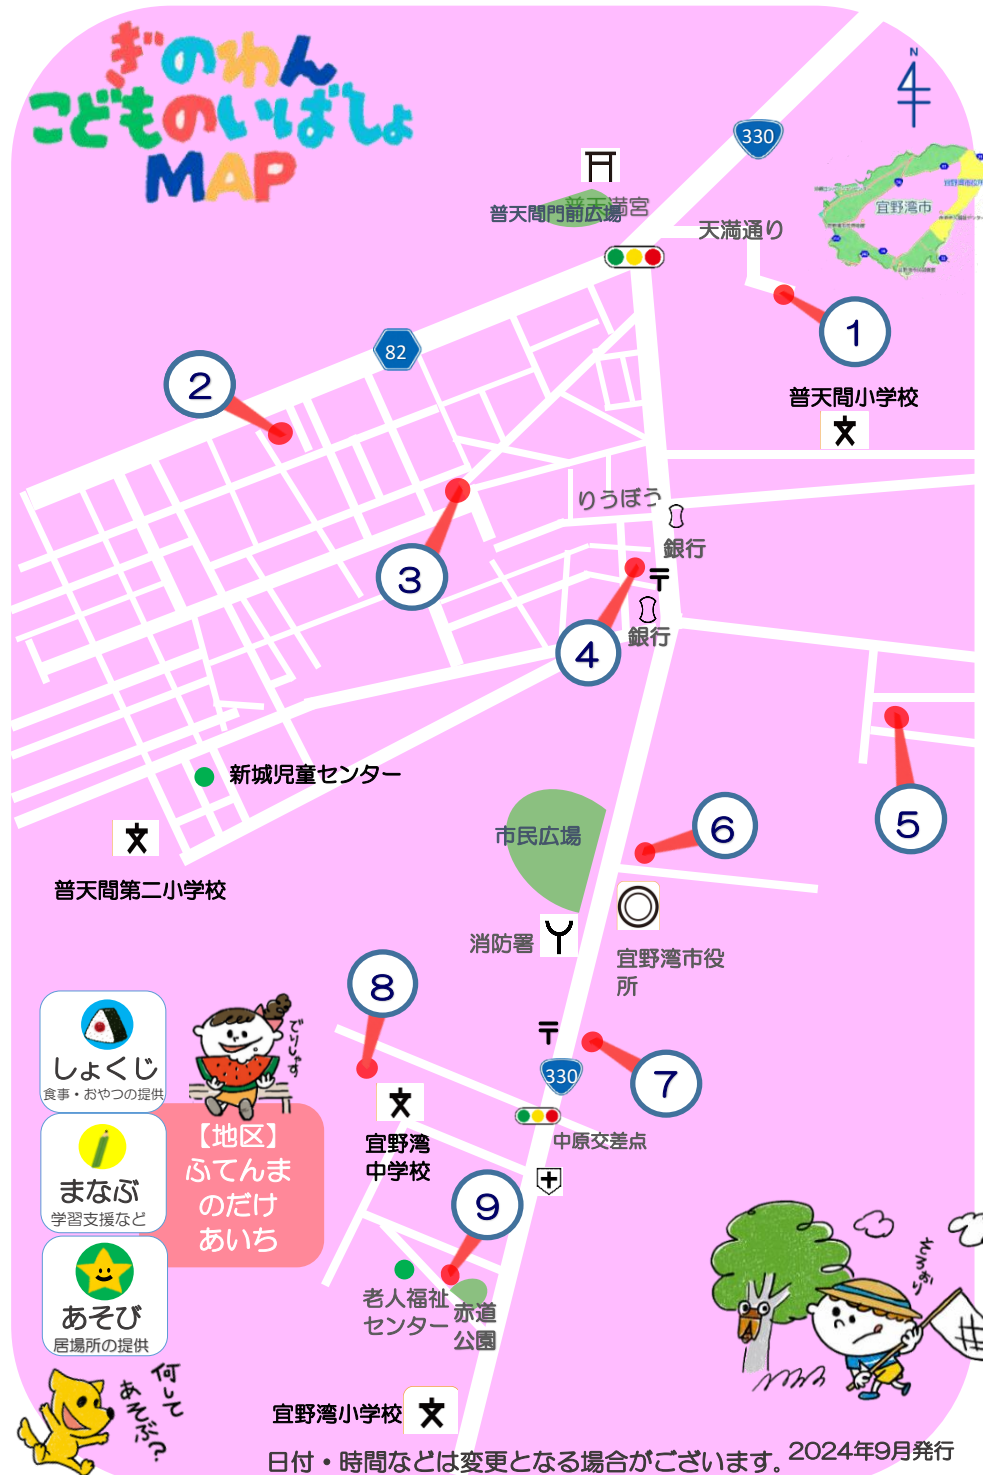 ぎのわん
こどものいばしょ
MAP
N
330
普天満宮
普天間門前広場
天満通り
宜野湾市
1
82
2
普天間小学校
文
りうぼう
銀行
3
〒
銀行
4
新城児童センター
5
市民広場
6
文
普天間第二小学校
消防署
宜野湾市役
所
8
〒
330
7
しょくじ
食事・おやつの提供
でいじゃす
文
宜野湾
中学校
中原交差点
【地区】
ふてんま
のだけ
あいち
まなぶ
学習支援など
9
あそび
居場所の提供
老人福祉
センター
赤道
公園
何して
あそぶ?
宜野湾小学校
文
日付・時間などは変更となる場合がございます。
2024年9月発行